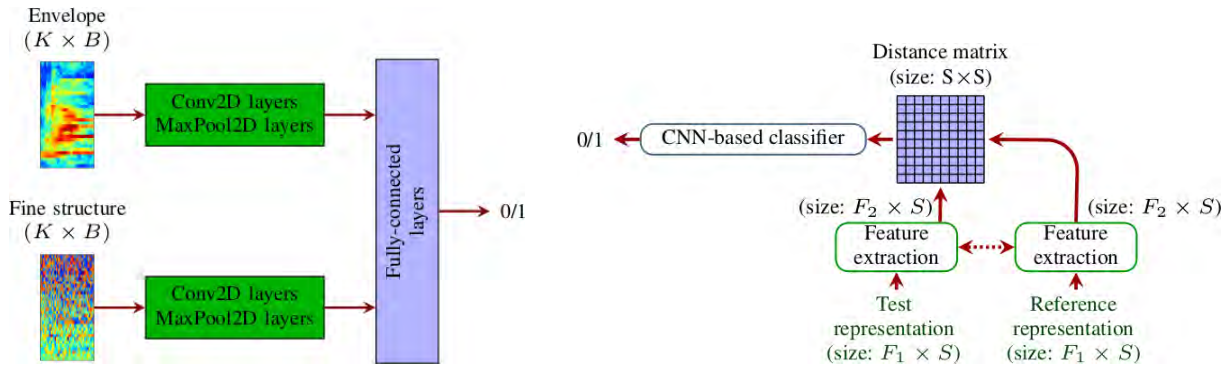 Envelope
(K × B)
Conv2D layers
MaxPool2D layers
Fine structure
(K × B)
Conv2D layers
MaxPool2D layers
Fully-connected
layers
0/1
Distance matrix
(size: S×S)
0/1
CNN-based classifier
(size: F₂ × S)
(size: F₂ × S)
Feature
extraction
Feature
extraction
Test
representation
(size: F₁ × S)
Reference
representation
(size: F₁ × S)